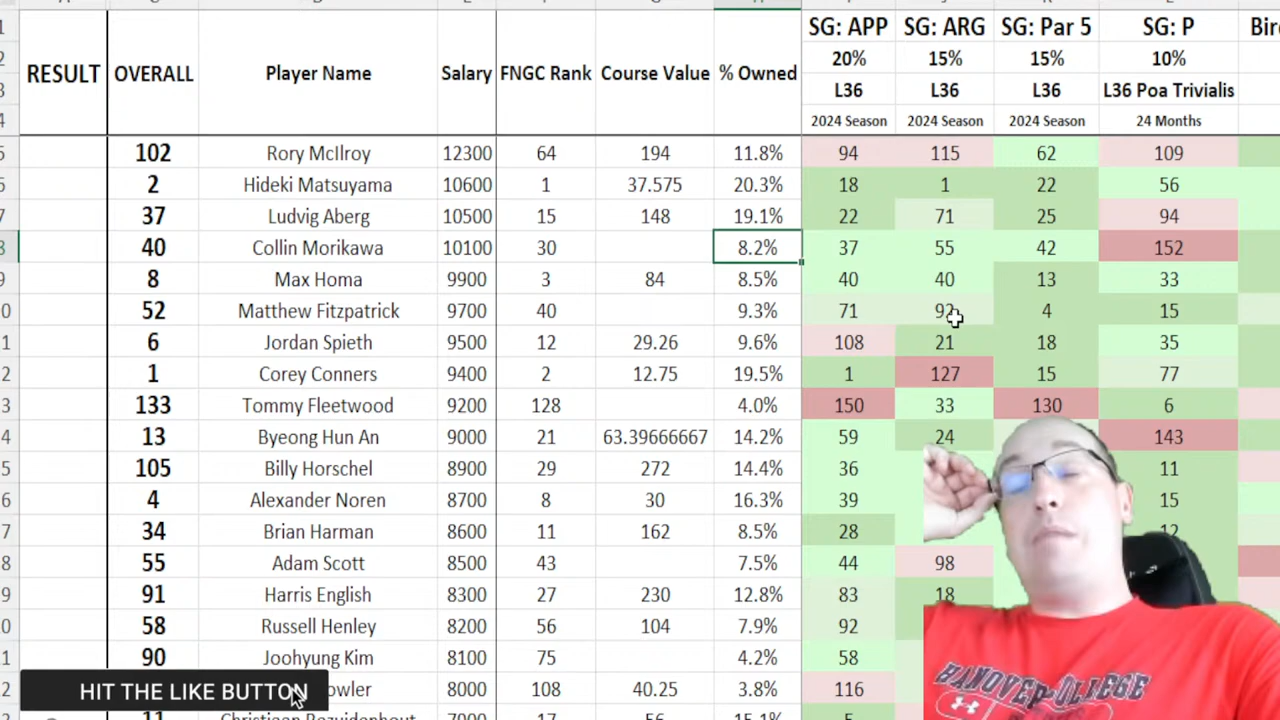 SG: APP SG: ARG SG: Par 5 SG: P
RESULT OVERALL Player Name Salary FNGC Rank Course Value % Owned 20% 15% 15% 10%
L36 L36 L36 L36 Poa Trivialis
2024 Season 2024 Season 2024 Season 24 Months
102 Rory McIlroy 12300 64 194 11.8% 94 115 62 109
2 Hideki Matsuyama 10600 1 37.575 20.3% 18 1 22 56
37 Ludvig Aberg 10500 15 148 19.1% 22 71 25 94
40 Collin Morikawa 10100 30 8.2% 37 55 42 152
8 Max Homa 9900 3 84 8.5% 40 40 13 33
52 Matthew Fitzpatrick 9700 40 9.3% 71 4 15
6 Jordan Spieth 9500 12 29.26 9.6% 108 21 18 35
1 Corey Conners 9400 2 12.75 19.5% 1 127 15 77
133 Tommy Fleetwood 9200 128 4.0% 150 33 130 6
13 Byeong Hun An 9000 21 63.39666667 14.2% 59 24 143
105 Billy Horschel 8900 29 272 14.4% 36 11
4 Alexander Noren 8700 8 30 16.3% 39 15
34 Brian Harman 8600 11 162 8.5% 28 12
55 Adam Scott 8500 43 7.5% 44 98
91 Harris English 8300 27 230 12.8% 83 18
58 Russell Henley 8200 56 104 7.9% 92
90 Joohyung Kim 8100 75 4.2% 58
HIT THE LIKE BUTTON 8000 108 40.25 3.8% 116
HANOVER COLLEGE